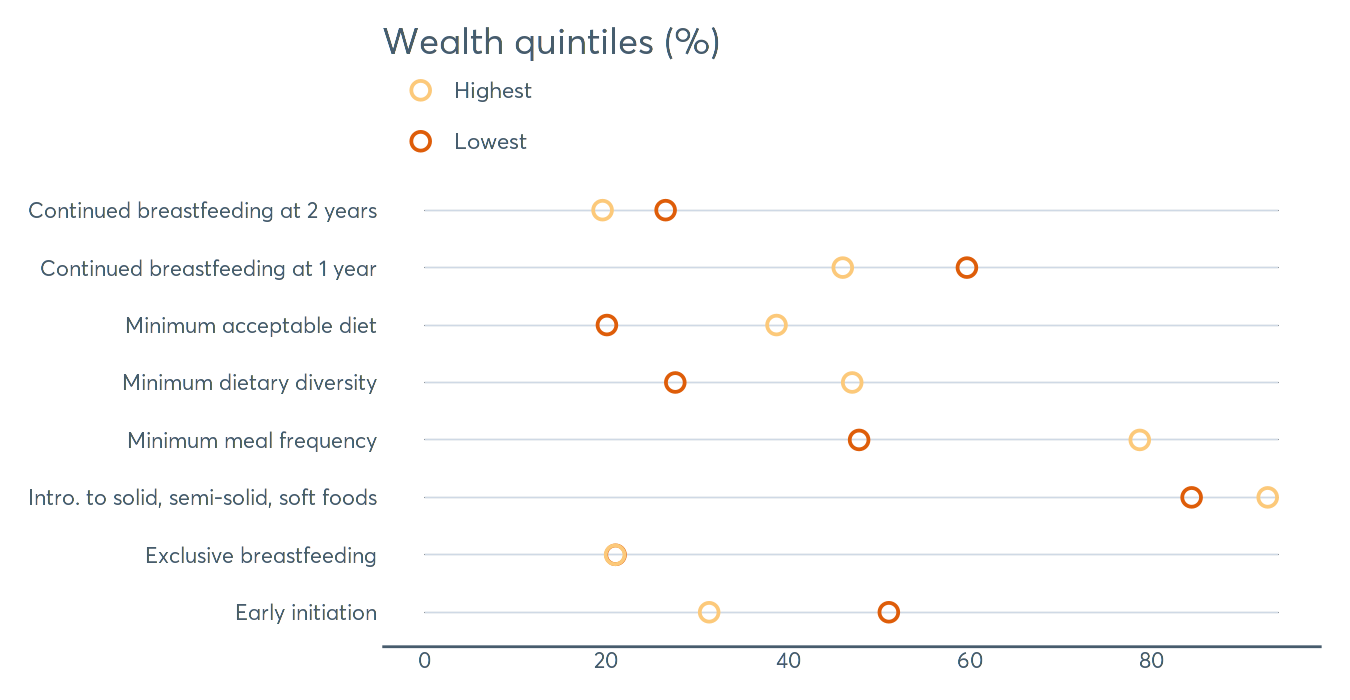 Wealth quintiles (%)
Highest
Lowest
Continued breastfeeding at 2 years
Continued breastfeeding at 1 year
Minimum acceptable diet
Minimum dietary diversity
Minimum meal frequency
Intro. to solid, semi-solid, soft foods
Exclusive breastfeeding
Early initiation
0 20 40 60 80